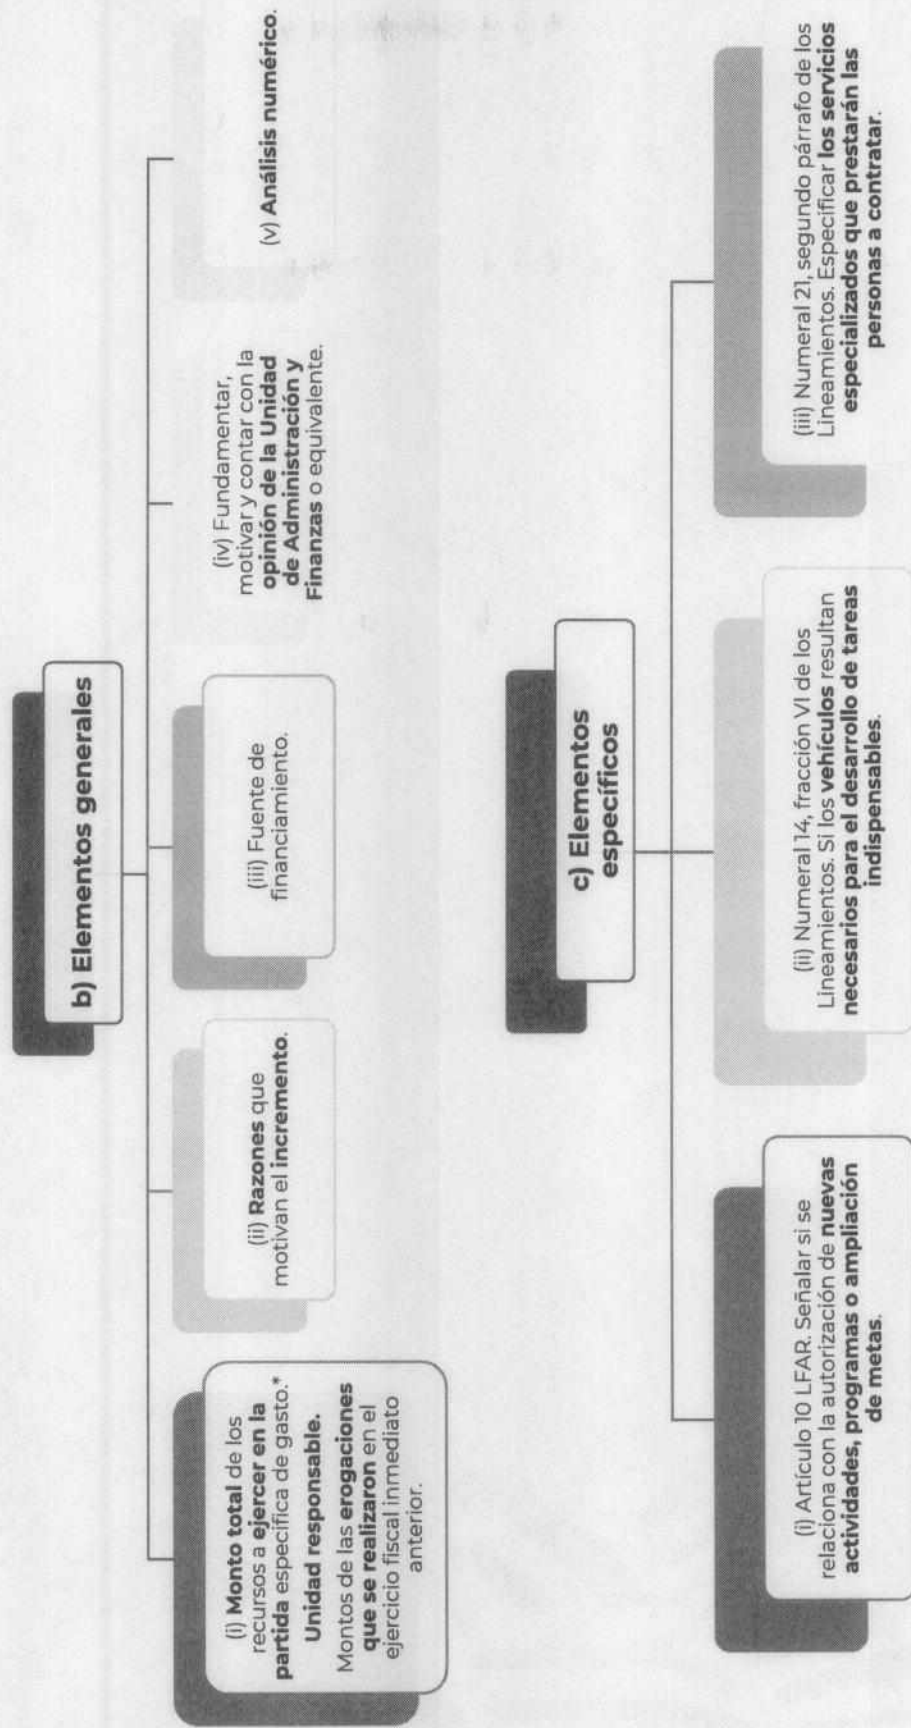 b) Elementos generales
(i) Monto total de los
recursos a ejercer en la
partida específica de gasto.*
Unidad responsable.
Montos de las erogaciones
que se realizaron en el
ejercicio fiscal inmediato
anterior.
(ii) Razones que
motivan el incremento.
(iii) Fuente de
financiamiento.
(iv) Fundamentar,
motivar y contar con la
opinión de la Unidad
de Administración y
Finanzas o equivalente.
(v) Análisis numérico.
c) Elementos
específicos
(i) Artículo 10 LFAR. Señalar si se
relaciona con la autorización de nuevas
actividades, programas o ampliación
de metas.
(ii) Numeral 14, fracción VI de los
Lineamientos. Si los vehículos resultan
necesarios para el desarrollo de tareas
indispensables.
(iii) Numeral 21, segundo párrafo de los
Lineamientos. Especificar los servicios
especializados que prestarán las
personas a contratar.